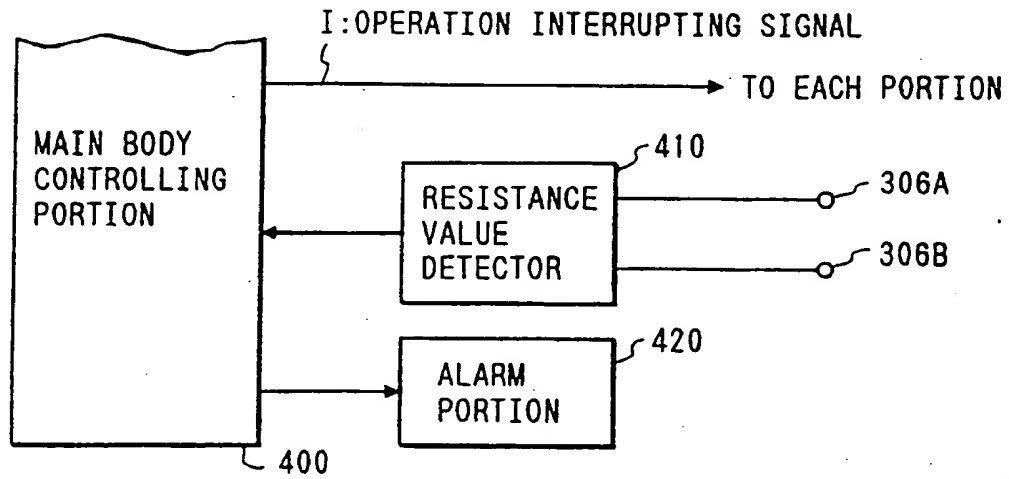 I:OPERATION INTERRUPTING SIGNAL
TO EACH PORTION
MAIN BODY
CONTROLLING
PORTION
410
RESISTANCE
VALUE
DETECTOR
306A
306B
420
ALARM
PORTION
400